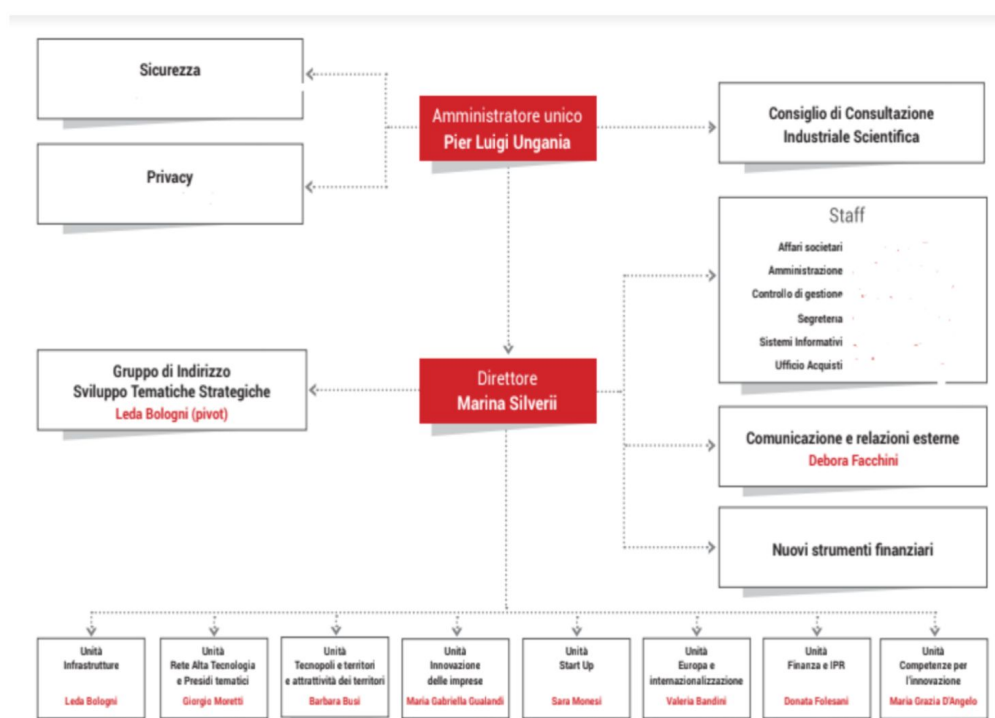 Sicurezza
Amministratore unico
Pier Luigi Ungania
Consiglio di Consultazione
Industriale Scientifica
Privacy
Staff
Affari societari
Amministrazione
Controllo di gestione
Segreteria
Sistemi Informativi
Ufficio Acquisti
Gruppo di Indirizzo
Sviluppo Tematiche Strategiche
Leda Bologni (pivot)
Direttore
Marina Silverii
Comunicazione e relazioni esterne
Debora Facchini
Nuovi strumenti finanziari
Unità
Infrastrutture
Leda Bologni
Unità
Rete Alta Tecnologia
e Presidi tematici
Giorgio Moretti
Unità
Tecnopoli e territori
e attrattività dei territori
Barbara Busi
Unità
Innovazione
delle imprese
Maria Gabriella Gualandi
Unità
Start Up
Sara Monesi
Unità
Europa e
internazionalizzazione
Valeria Bandini
Unità
Finanza e IPR
Donata Folesani
Unità
Competenze per
l'innovazione
Maria Grazia D'Angelo